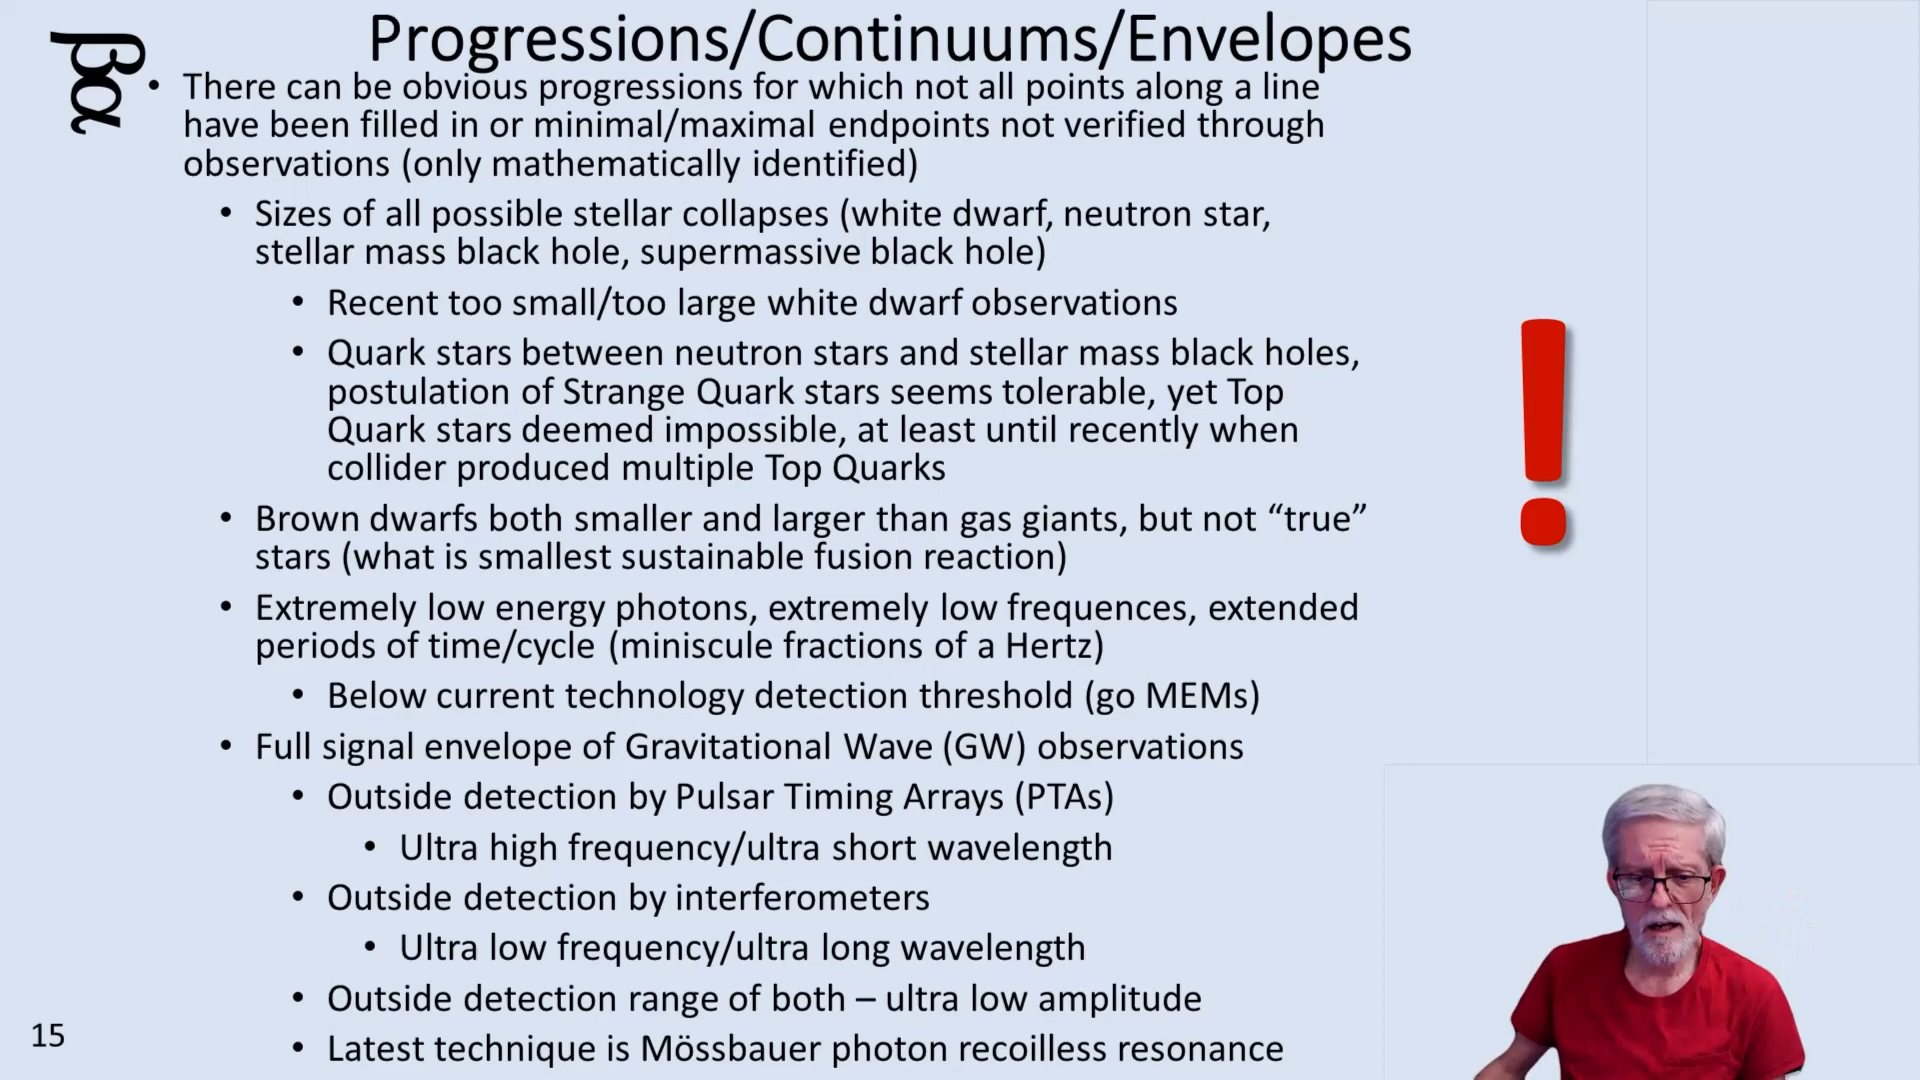 Progressions/Continuums/Envelopes
βα
• There can be obvious progressions for which not all points along a line
have been filled in or minimal/maximal endpoints not verified through
observations (only mathematically identified)
• Sizes of all possible stellar collapses (white dwarf, neutron star,
stellar mass black hole, supermassive black hole)
• Recent too small/too large white dwarf observations
• Quark stars between neutron stars and stellar mass black holes,
postulation of Strange Quark stars seems tolerable, yet Top
Quark stars deemed impossible, at least until recently when
collider produced multiple Top Quarks
• Brown dwarfs both smaller and larger than gas giants, but not “true”
stars (what is smallest sustainable fusion reaction)
• Extremely low energy photons, extremely low frequences, extended
periods of time/cycle (miniscule fractions of a Hertz)
• Below current technology detection threshold (go MEMs)
• Full signal envelope of Gravitational Wave (GW) observations
• Outside detection by Pulsar Timing Arrays (PTAs)
• Ultra high frequency/ultra short wavelength
• Outside detection by interferometers
• Ultra low frequency/ultra long wavelength
• Outside detection range of both – ultra low amplitude
• Latest technique is Mössbauer photon recoilless resonance
!
15